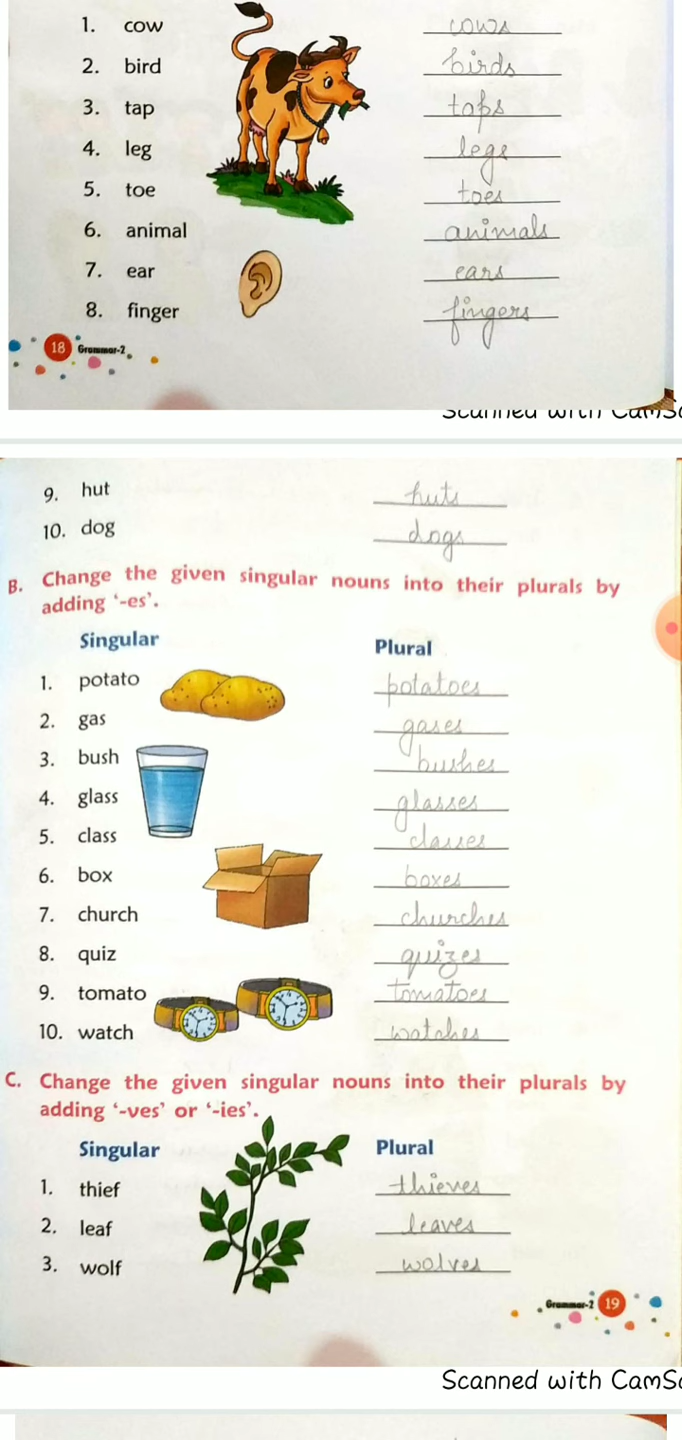 1. cow cows
2. bird birds
3. tap taps
4. leg legs
5. toe toes
6. animal animals
7. ear ears
8. finger fingers
18 Grammar-2
Scanned with CamSc
9. hut huts
10. dog dogs
B. Change the given singular nouns into their plurals by
adding ‘-es’.
Singular Plural
1. potato potatoes
2. gas gases
3. bush bushes
4. glass glasses
5. class classes
6. box boxes
7. church churches
8. quiz quizes
9. tomato tomatoes
10. watch watches
C. Change the given singular nouns into their plurals by
adding ‘-ves’ or ‘-ies’.
Singular Plural
1. thief thieves
2. leaf leaves
3. wolf wolves
Grammar-2 19
Scanned with CamSc